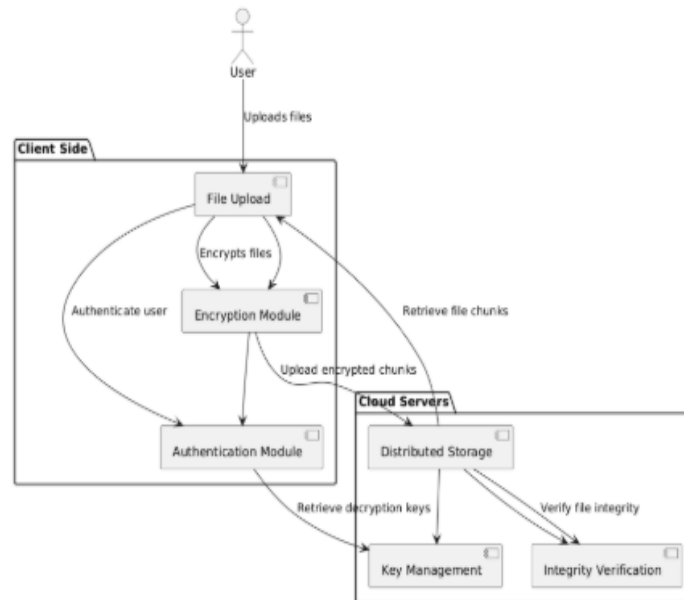 User
Uploads files
Client Side
File Upload
Encrypts files
Authenticate user
Retrieve file chunks
Encryption Module
Upload encrypted chunks
Cloud Servers
Authentication Module
Distributed Storage
Retrieve decryption keys
Verify file integrity
Key Management
Integrity Verification